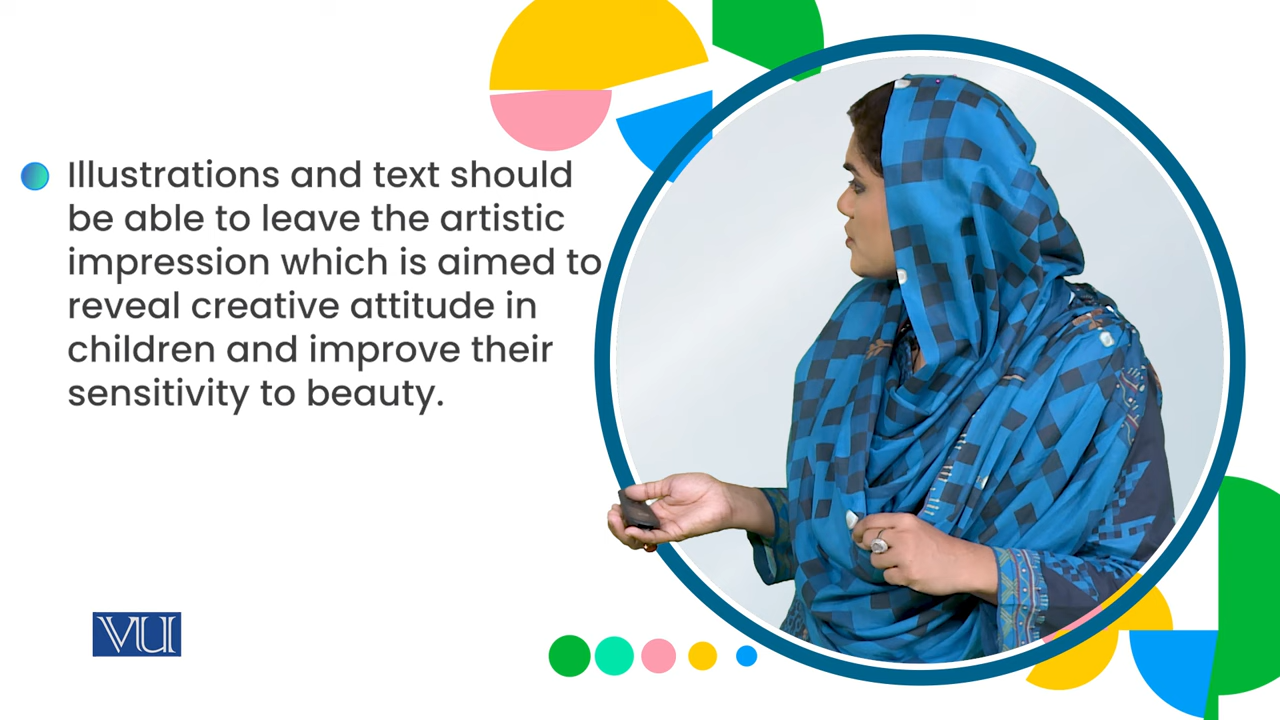 Illustrations and text should
be able to leave the artistic
impression which is aimed to
reveal creative attitude in
children and improve their
sensitivity to beauty.
VU